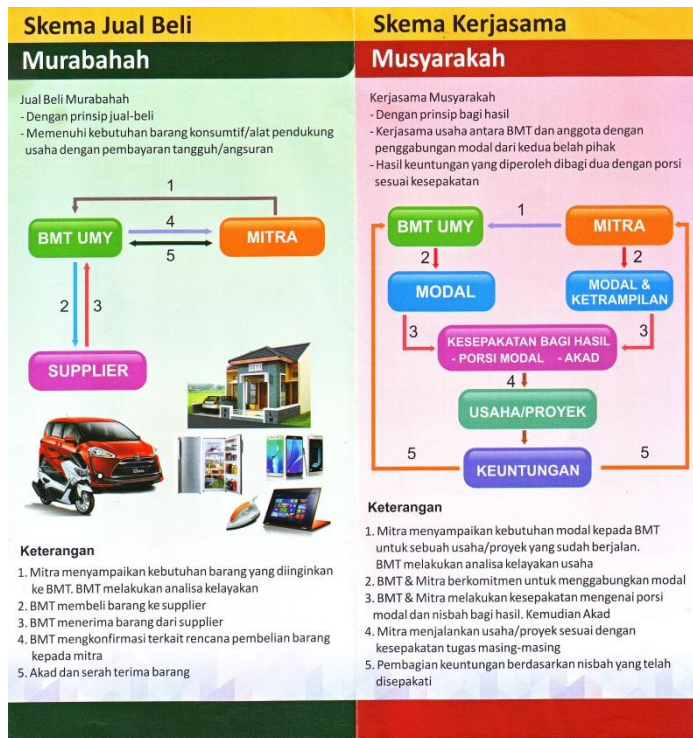 Skema Jual Beli
Murabahah
Jual Beli Murabahah
- Dengan prinsip jual-beli
- Memenuhi kebutuhan barang konsumtif/alat pendukung
usaha dengan pembayaran tangguh/angsuran
1
BMT UMY
4
5
MITRA
2
3
SUPPLIER
Keterangan
1. Mitra menyampaikan kebutuhan barang yang diinginkan
ke BMT. BMT melakukan analisa kelayakan
2. BMT membeli barang ke supplier
3. BMT menerima barang dari supplier
4. BMT mengkonfirmasi terkait rencana pembelian barang
kepada mitra
5. Akad dan serah terima barang
Skema Kerjasama
Musyarakah
Kerjasama Musyarakah
- Dengan prinsip bagi hasil
- Kerjasama usaha antara BMT dan anggota dengan
penggabungan modal dari kedua belah pihak
- Hasil keuntungan yang diperoleh dibagi dua dengan porsi
sesuai kesepakatan
BMT UMY
1
MITRA
2
2
MODAL
MODAL &
KETRAMPILAN
3
3
KESEPAKATAN BAGI HASIL
- PORSI MODAL - AKAD
4
USAHA/PROYEK
5
5
KEUNTUNGAN
Keterangan
1. Mitra menyampaikan kebutuhan modal kepada BMT
untuk sebuah usaha/proyek yang sudah berjalan.
BMT melakukan analisa kelayakan usaha
2. BMT & Mitra berkomitmen untuk menggabungkan modal
3. BMT & Mitra melakukan kesepakatan mengenai porsi
modal dan nisbah bagi hasil. Kemudian Akad
4. Mitra menjalankan usaha/proyek sesuai dengan
kesepakatan tugas masing-masing
5. Pembagian keuntungan berdasarkan nisbah yang telah
disepakati